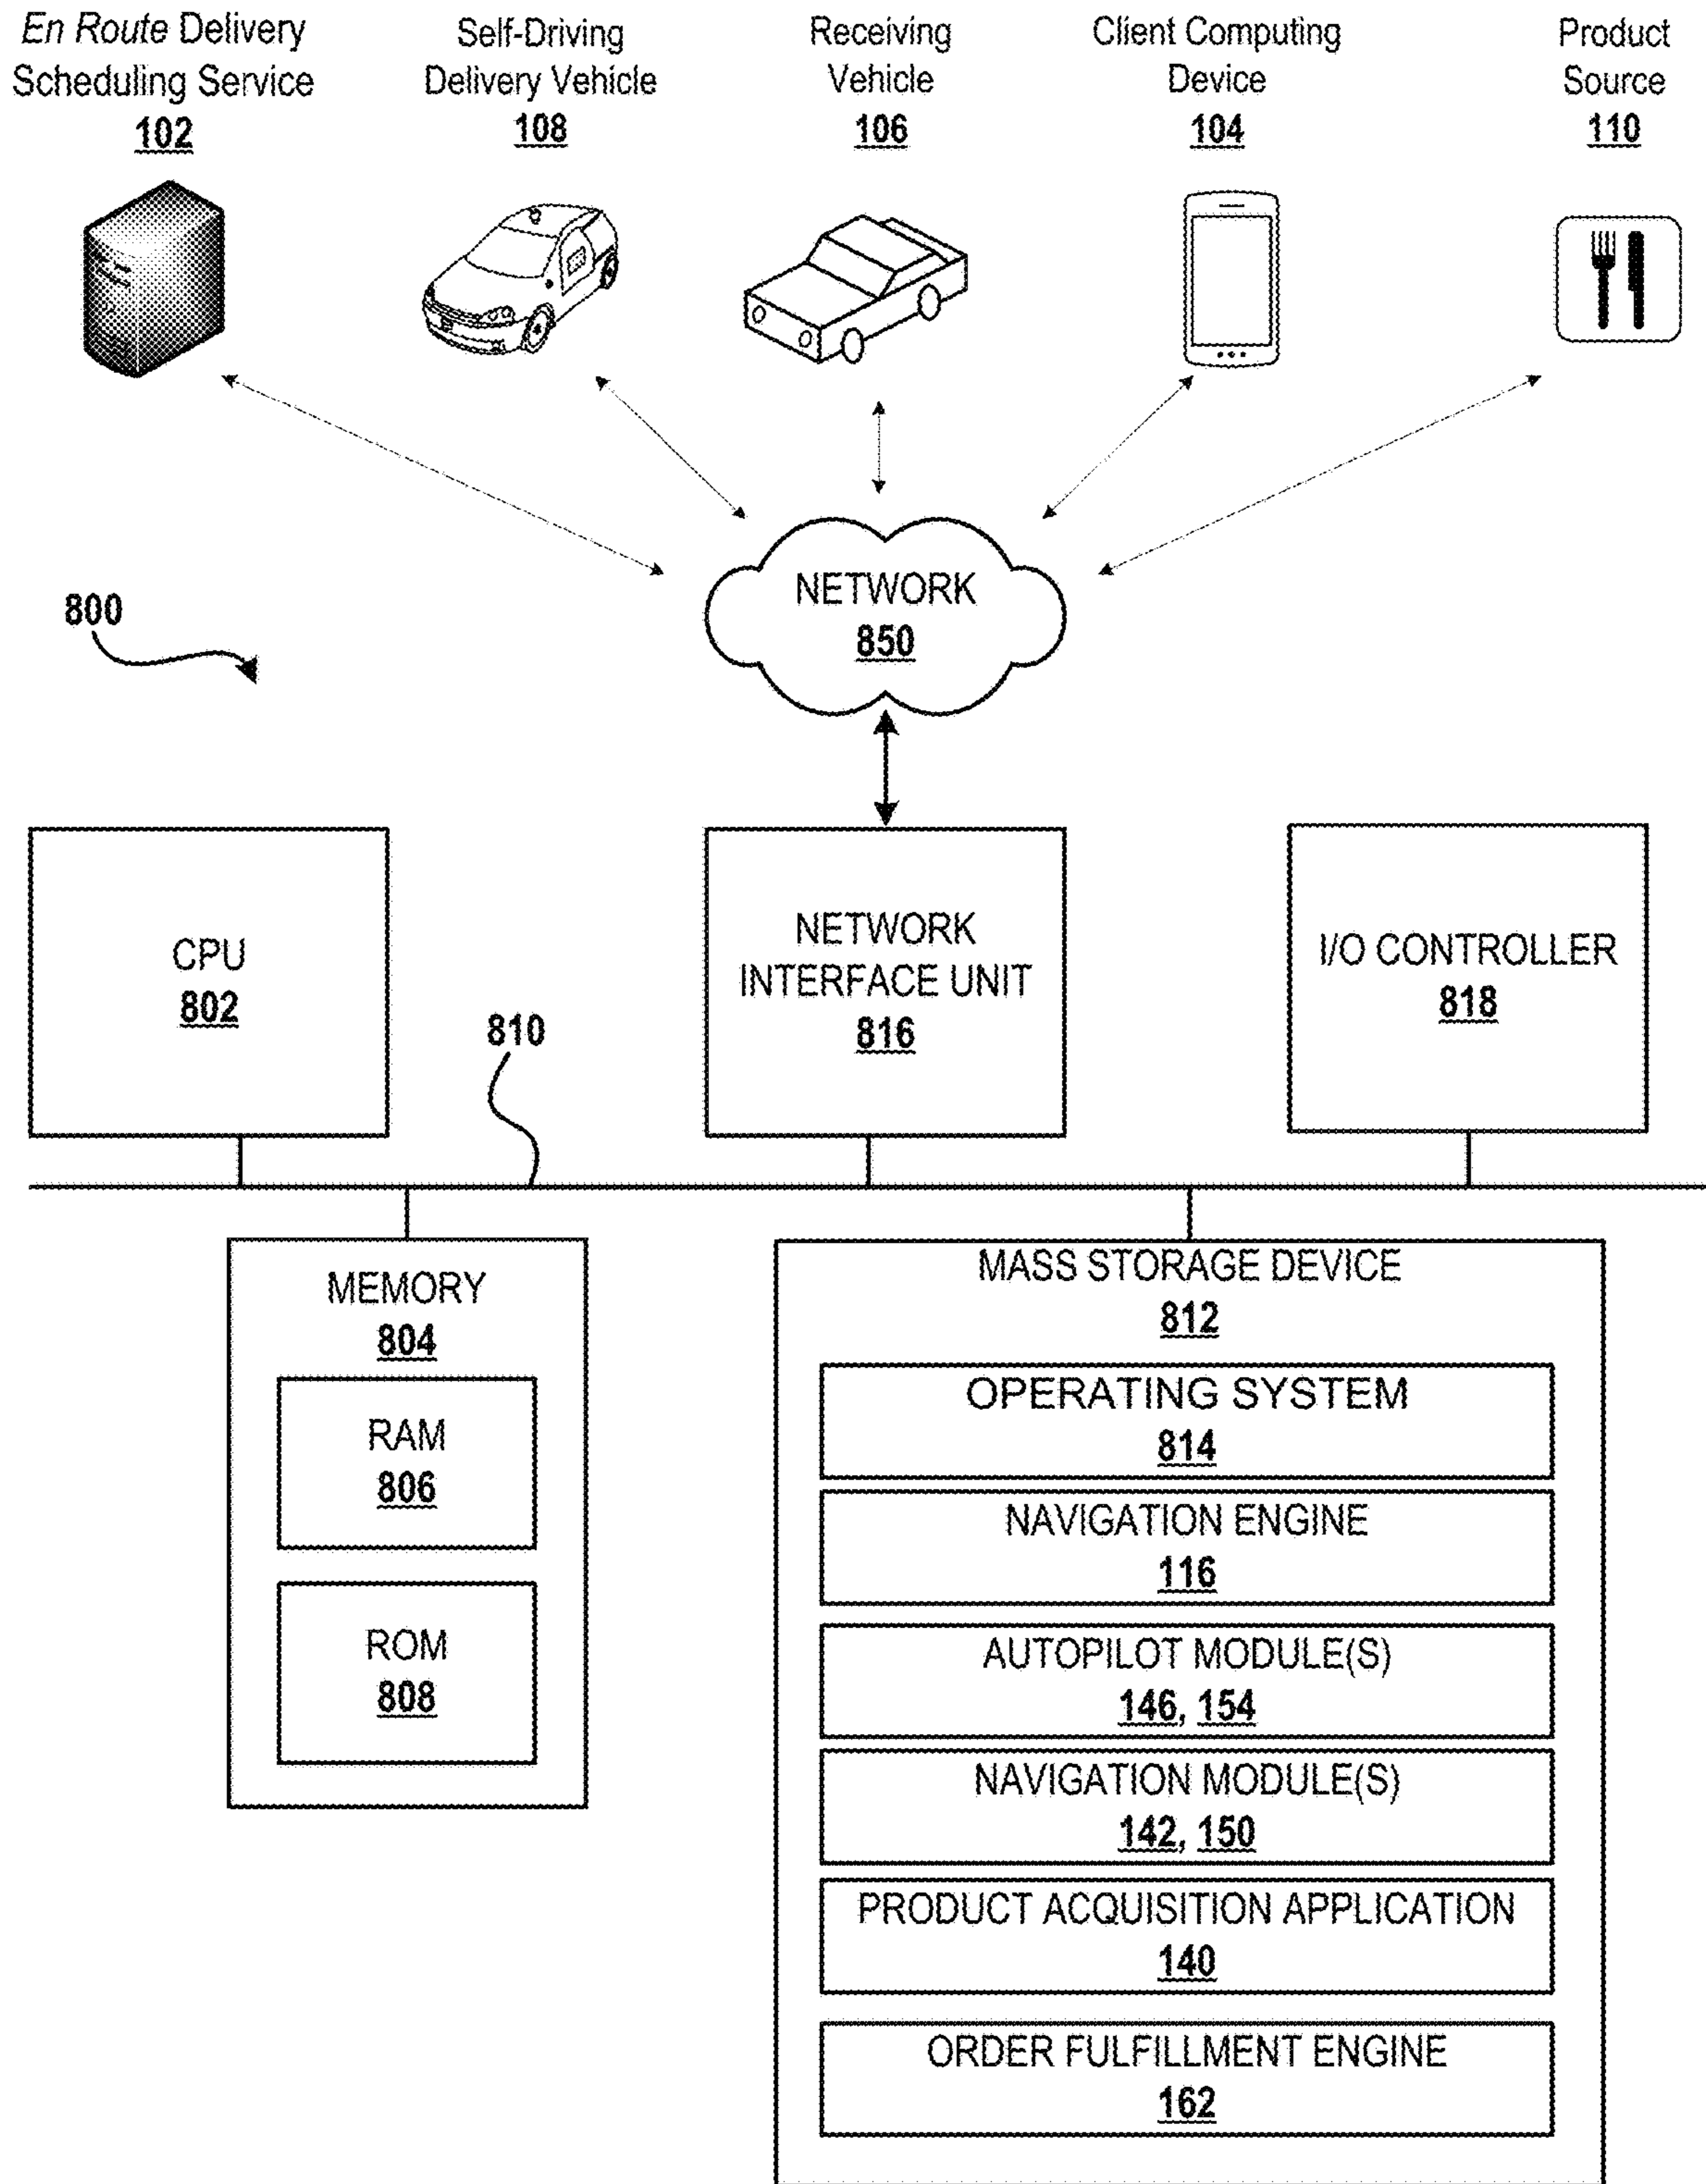 En Route Delivery
Scheduling Service
102
Self-Driving
Delivery Vehicle
108
Receiving
Vehicle
106
Client Computing
Device
104
Product
Source
110
NETWORK
850
800
CPU
802
NETWORK
INTERFACE UNIT
816
I/O CONTROLLER
818
810
MEMORY
804
RAM
806
ROM
808
MASS STORAGE DEVICE
812
OPERATING SYSTEM
814
NAVIGATION ENGINE
116
AUTOPILOT MODULE(S)
146, 154
NAVIGATION MODULE(S)
142, 150
PRODUCT ACQUISITION APPLICATION
140
ORDER FULFILLMENT ENGINE
162